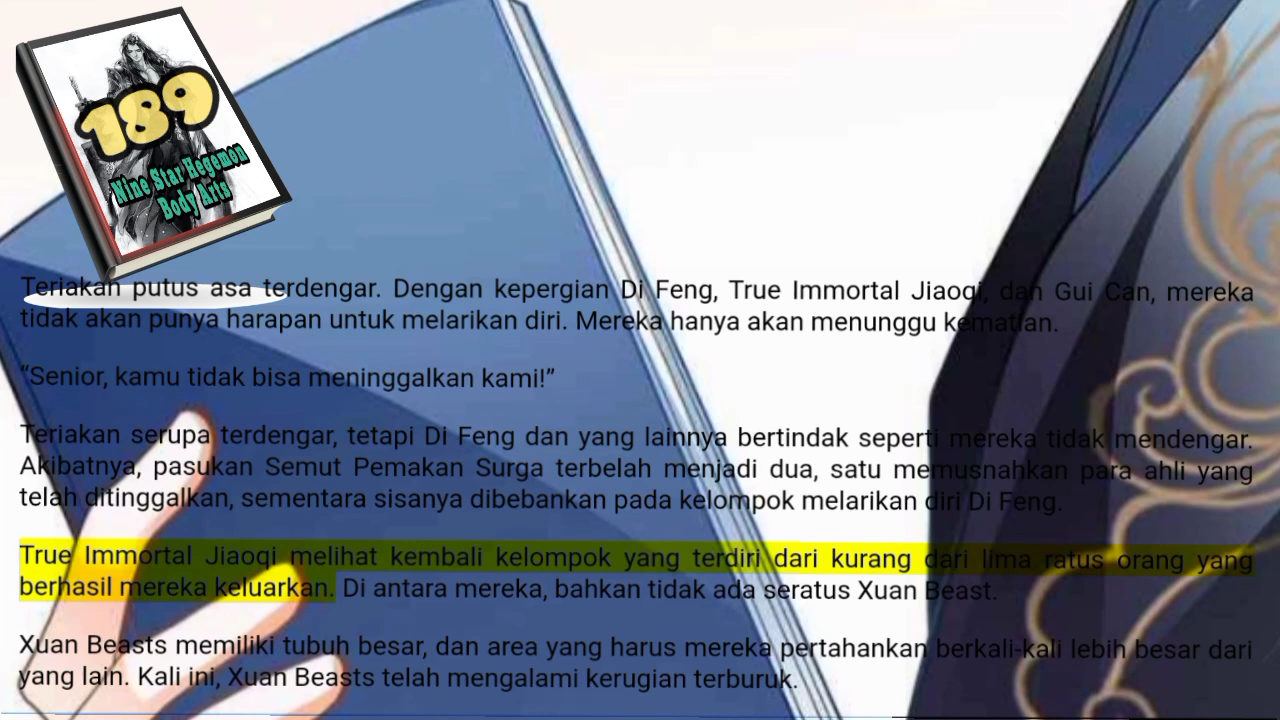 189
Nine Star Hegemon
Body Arts
Teriakan putus asa terdengar. Dengan kepergian Di Feng, True Immortal Jiaoqi, dan Gui Can, mereka
tidak akan punya harapan untuk melarikan diri. Mereka hanya akan menunggu kematian.
“Senior, kamu tidak bisa meninggalkan kami!”
Teriakan serupa terdengar, tetapi Di Feng dan yang lainnya bertindak seperti mereka tidak mendengar.
Akibatnya, pasukan Semut Pemakan Surga terbelah menjadi dua, satu memusnahkan para ahli yang
telah ditinggalkan, sementara sisanya dibebankan pada kelompok melarikan diri Di Feng.
True Immortal Jiaoqi melihat kembali kelompok yang terdiri dari kurang dari lima ratus orang yang
berhasil mereka keluarkan. Di antara mereka, bahkan tidak ada seratus Xuan Beast.
Xuan Beasts memiliki tubuh besar, dan area yang harus mereka pertahankan berkali-kali lebih besar dari
yang lain. Kali ini, Xuan Beasts telah mengalami kerugian terburuk.